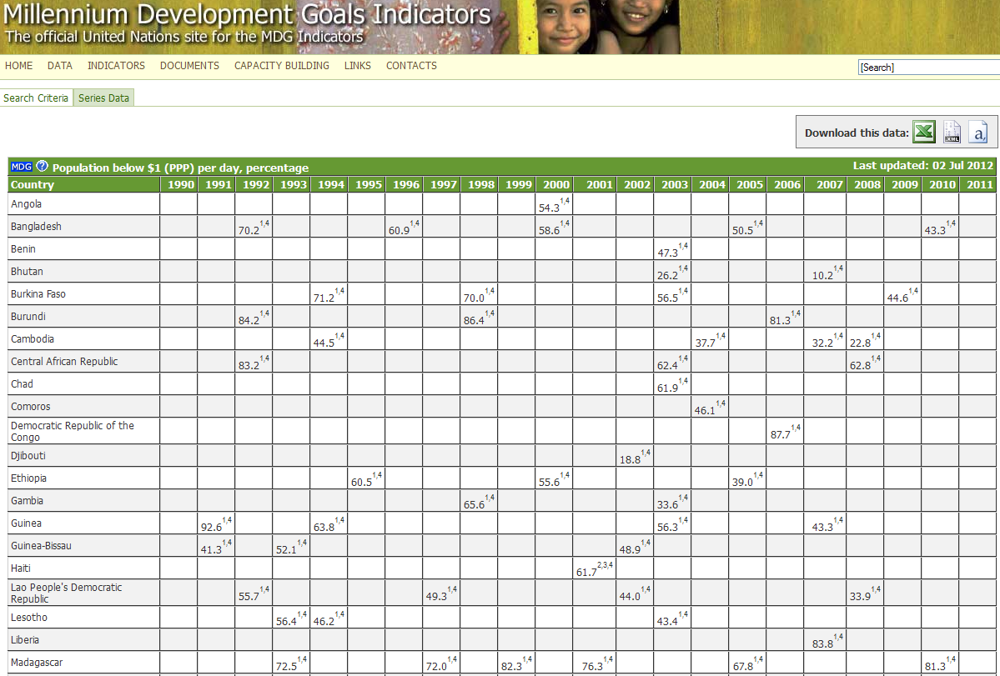 Millennium Development Goals Indicators
The official United Nations site for the MDG Indicators
HOME DATA INDICATORS DOCUMENTS CAPACITY BUILDING LINKS CONTACTS [Search]
Search Criteria Series Data
Download this data: XML a,
MDG ? Population below $1 (PPP) per day, percentage Last updated: 02 Jul 2012
Country 1990 1991 1992 1993 1994 1995 1996 1997 1998 1999 2000 2001 2002 2003 2004 2005 2006 2007 2008 2009 2010 2011
Angola 54.3 1,4
Bangladesh 70.2 1,4 60.9 1,4 58.6 1,4 50.5 1,4 43.3 1,4
Benin 47.3 1,4
Bhutan 26.2 1,4 10.2 1,4
Burkina Faso 71.2 1,4 70.0 1,4 56.5 1,4 44.6 1,4
Burundi 84.2 1,4 86.4 1,4 81.3 1,4
Cambodia 44.5 1,4 37.7 1,4 32.2 1,4 22.8 1,4
Central African Republic 83.2 1,4 62.4 1,4 62.8 1,4
Chad 61.9 1,4
Comoros 46.1 1,4
Democratic Republic of the
Congo 87.7 1,4
Djibouti 18.8 1,4
Ethiopia 60.5 1,4 55.6 1,4 39.0 1,4
Gambia 65.6 1,4 33.6 1,4
Guinea 92.6 1,4 63.8 1,4 56.3 1,4 43.3 1,4
Guinea-Bissau 41.3 1,4 52.1 1,4 48.9 1,4
Haiti 61.7 2,3,4
Lao People's Democratic
Republic 55.7 1,4 49.3 1,4 44.0 1,4 33.9 1,4
Lesotho 56.4 1,4 46.2 1,4 43.4 1,4
Liberia 83.8 1,4
Madagascar 72.5 1,4 72.0 1,4 82.3 1,4 76.3 1,4 67.8 1,4 81.3 1,4